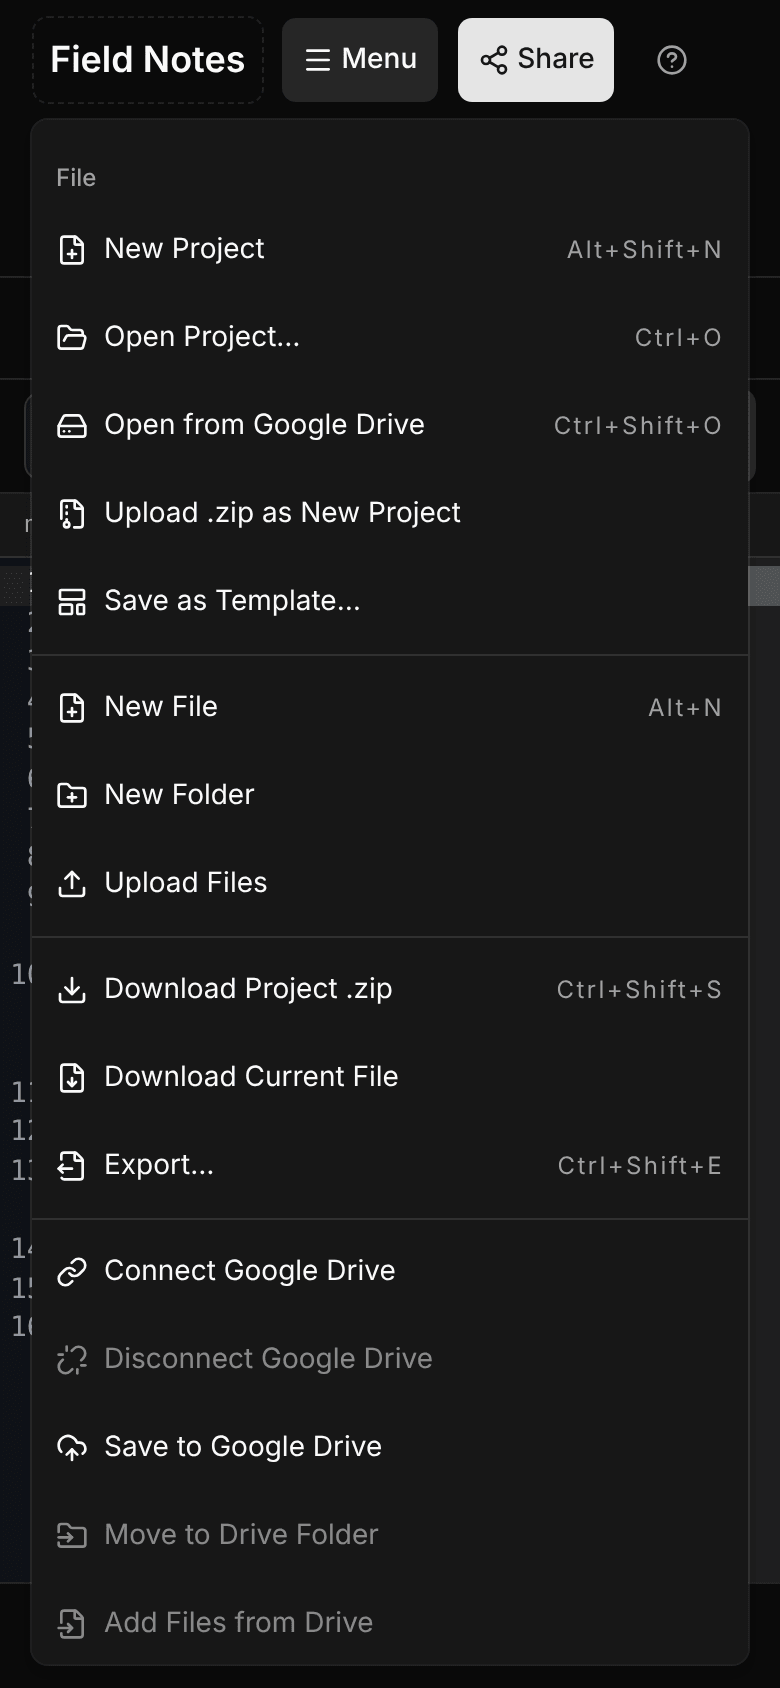 Field Notes Menu Share
File
New Project Alt+Shift+N
Open Project... Ctrl+O
Open from Google Drive Ctrl+Shift+O
Upload .zip as New Project
Save as Template...
New File Alt+N
New Folder
Upload Files
Download Project .zip Ctrl+Shift+S
Download Current File
Export... Ctrl+Shift+E
Connect Google Drive
Disconnect Google Drive
Save to Google Drive
Move to Drive Folder
Add Files from Drive